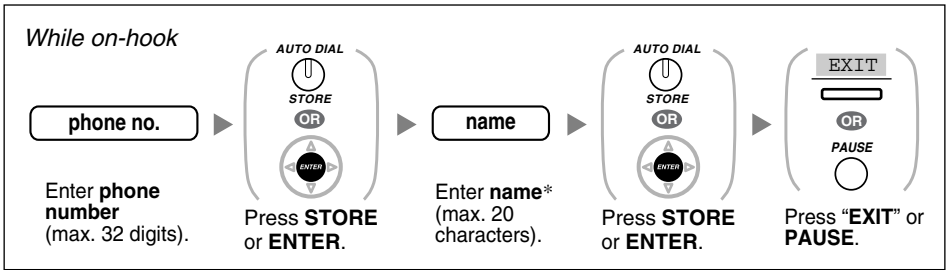 While on-hook
phone no.
Enter phone
number
(max. 32 digits).
AUTO DIAL
STORE
OR
ENTER
Press STORE
or ENTER.
name
Enter name*
(max. 20
characters).
AUTO DIAL
STORE
OR
ENTER
Press STORE
or ENTER.
EXIT
OR
PAUSE
Press “EXIT” or
PAUSE.